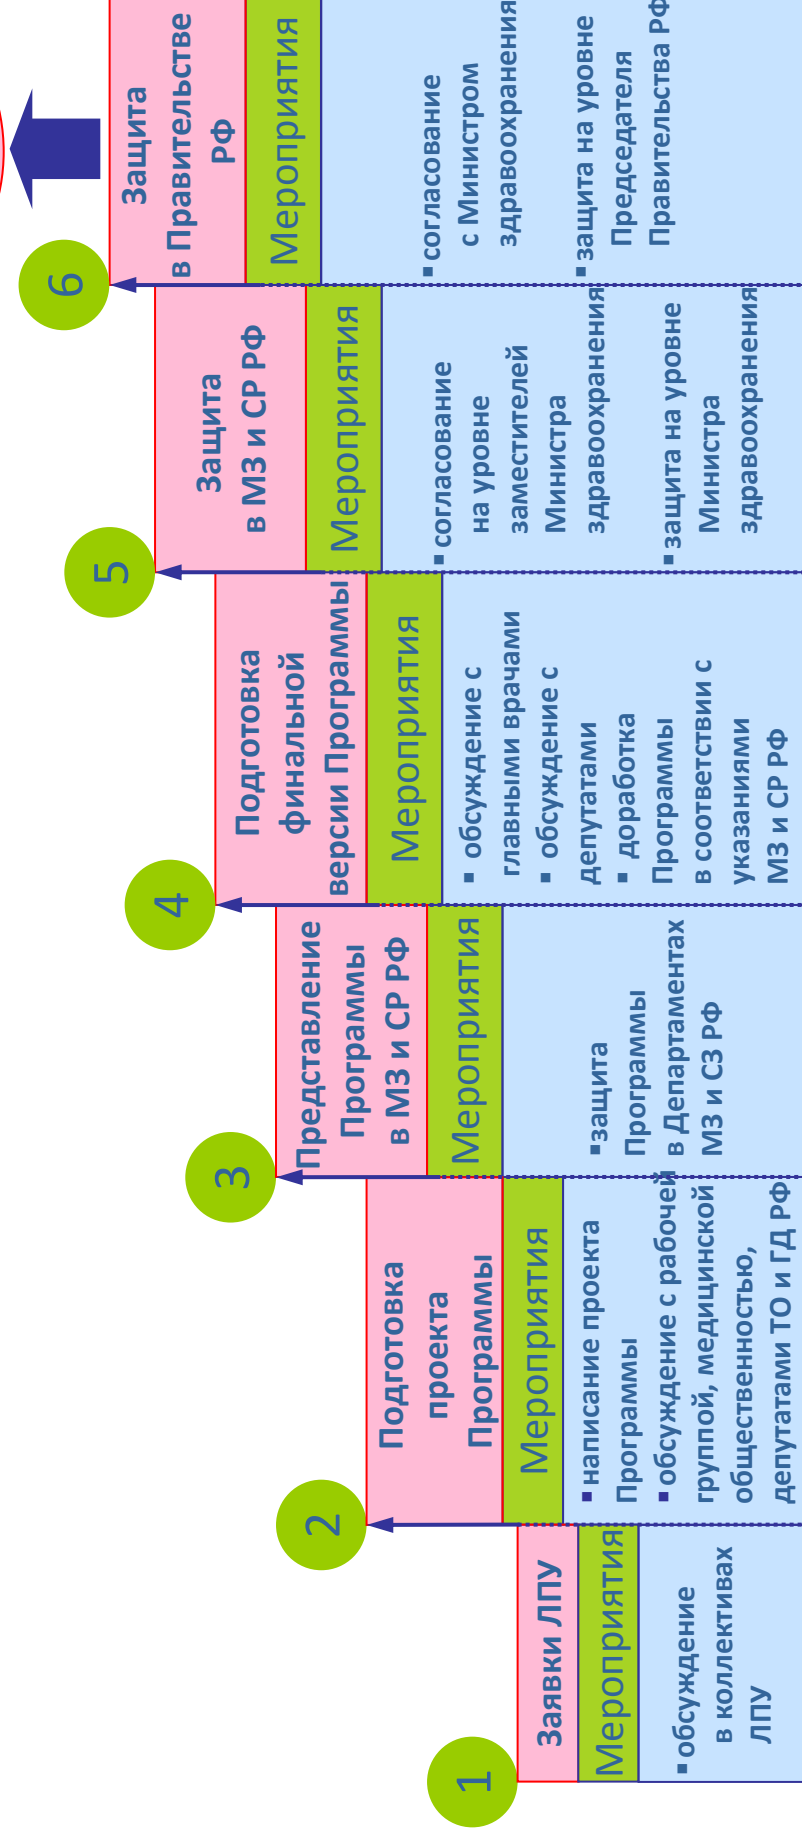 1
Заявки ЛПУ
Мероприятия
▪обсуждение
в коллективах
ЛПУ
2
Подготовка
проекта
Программы
Мероприятия
▪ написание проекта
Программы
▪ обсуждение с рабочей
группой, медицинской
общественностью,
депутатами ТО и ГД РФ
3
Представление
Программы
в МЗ и СР РФ
Мероприятия
▪защита
Программы
в Департаментах
МЗ и СЗ РФ
4
Подготовка
финальной
версии Программы
Мероприятия
▪ обсуждение с
главными врачами
▪ обсуждение с
депутатами
▪ доработка
Программы
в соответствии с
указаниями
МЗ и СР РФ
5
Защита
в МЗ и СР РФ
Мероприятия
▪согласование
на уровне
заместителей
Министра
здравоохранения
▪защита на уровне
Министра
здравоохранения
6
Защита
в Правительстве
РФ
Мероприятия
▪согласование
с Министром
здравоохранения
▪защита на уровне
Председателя
Правительства РФ